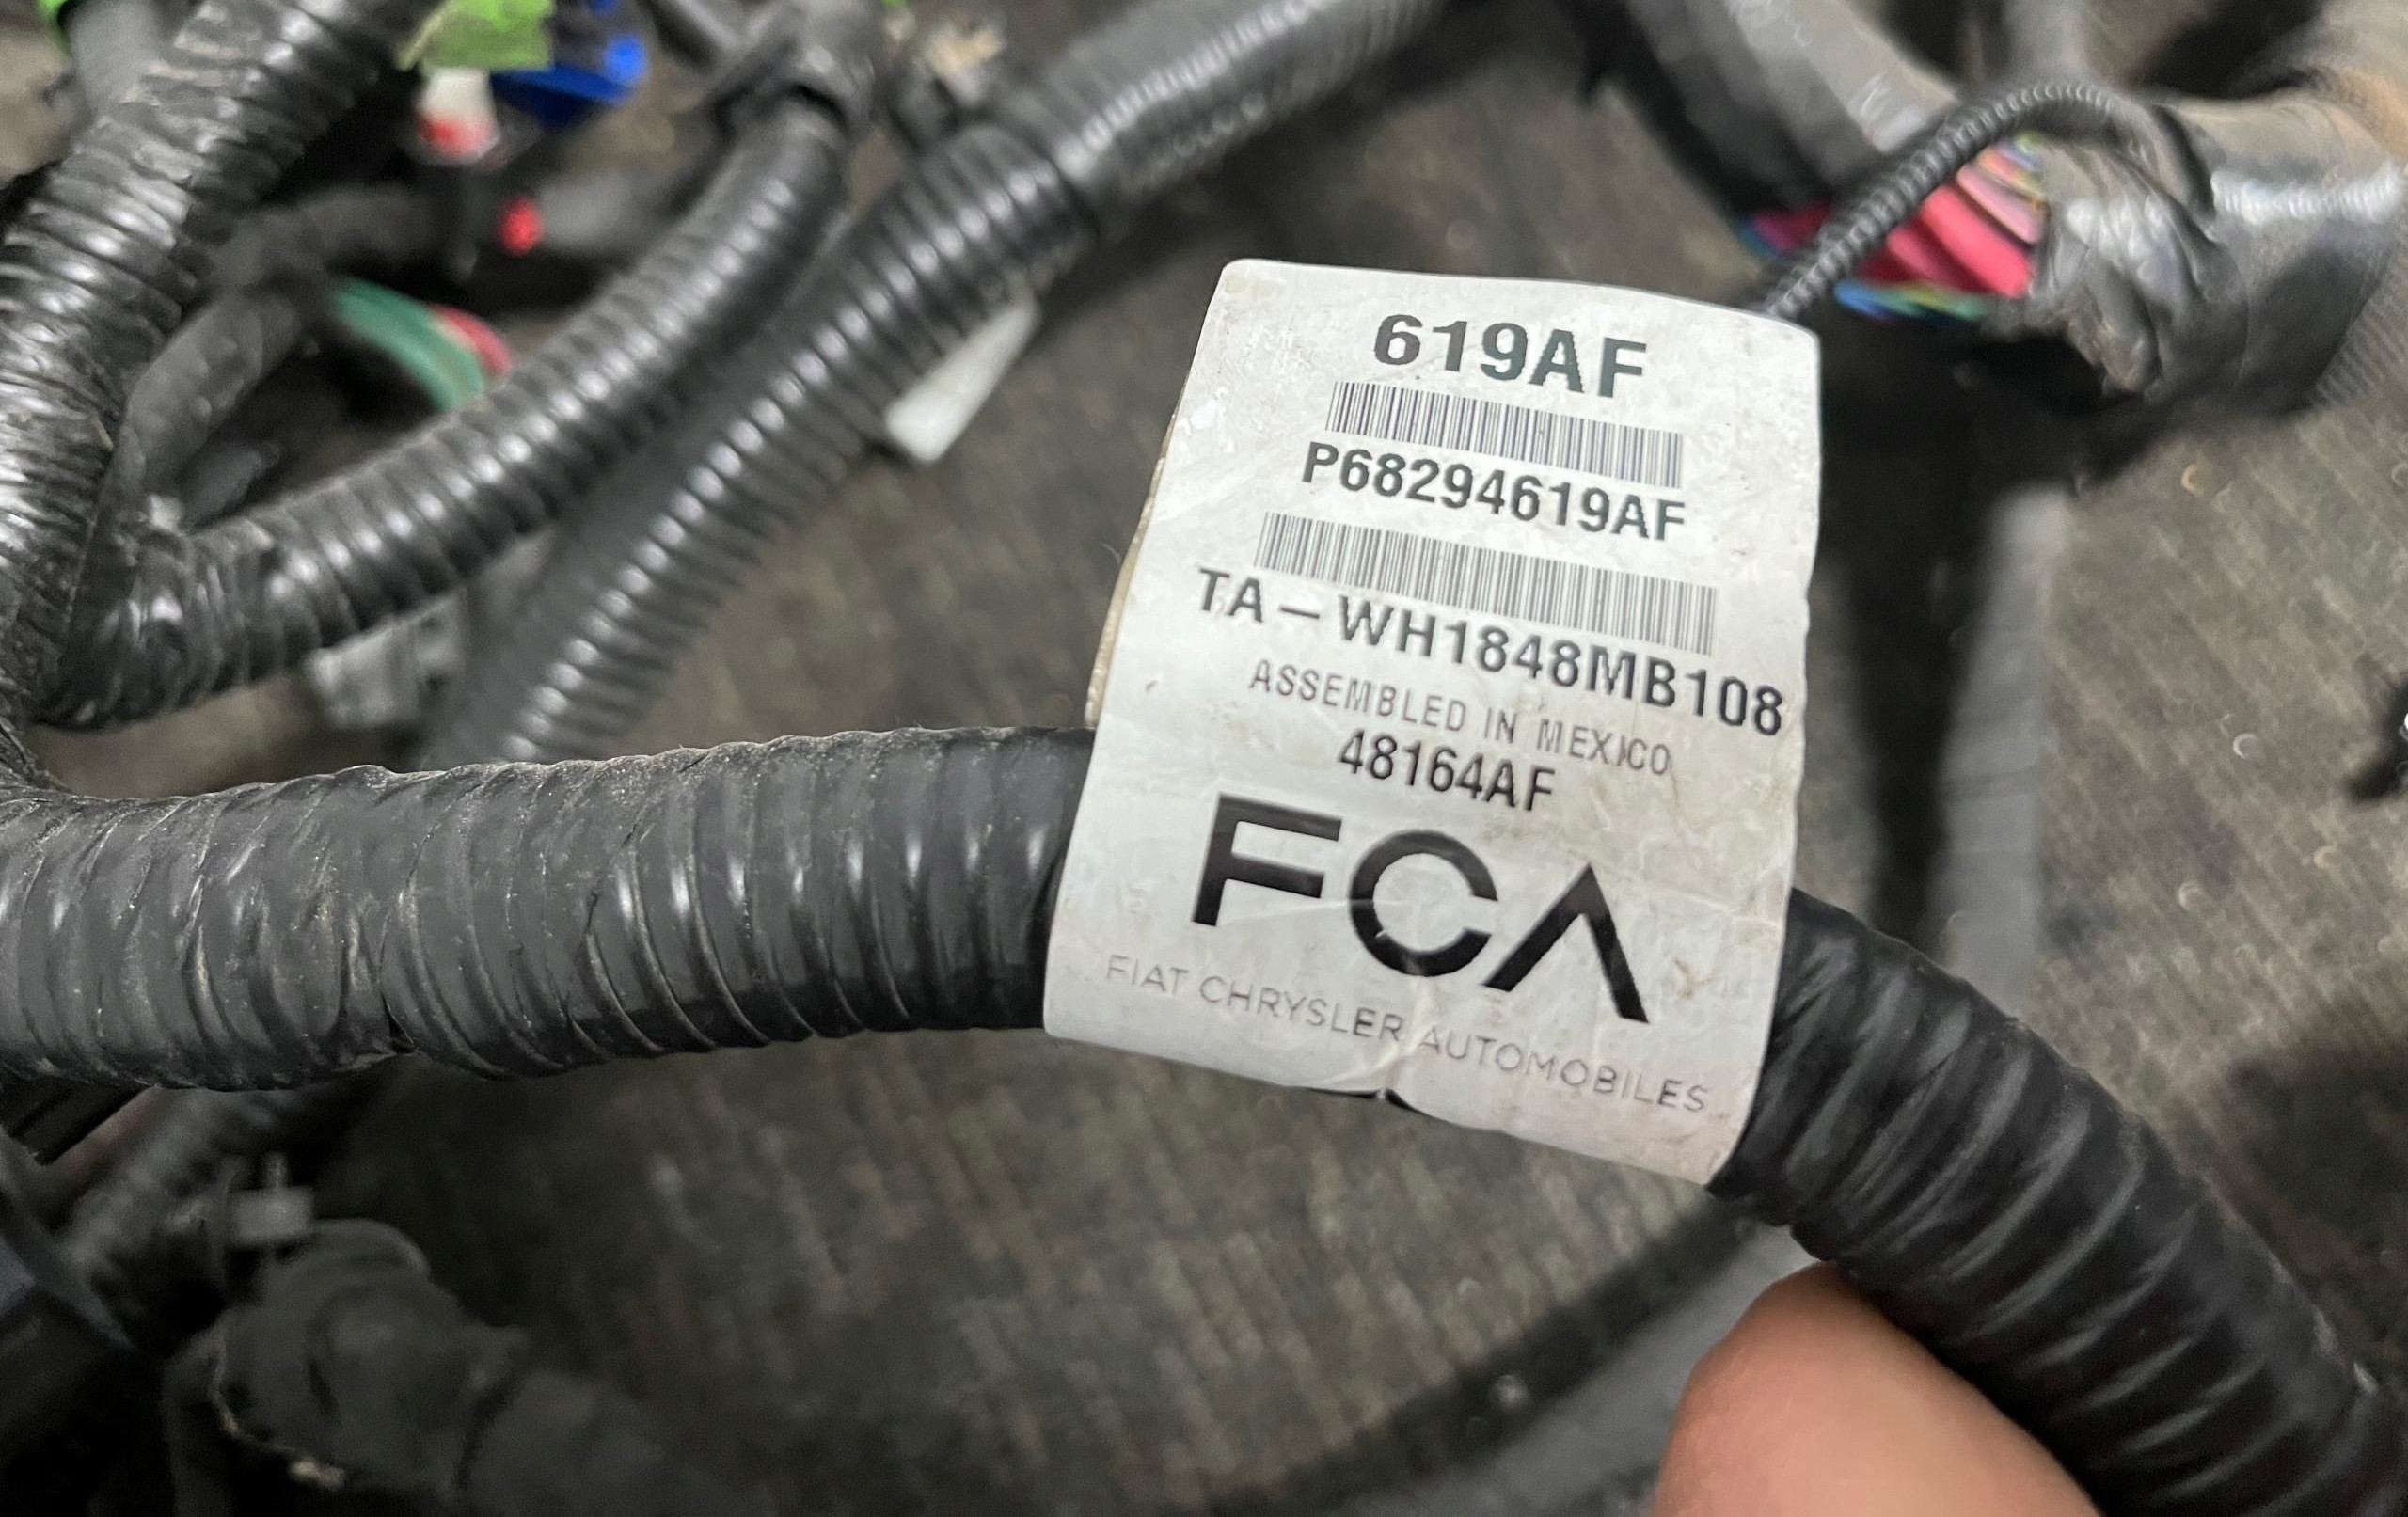 619AF
P68294619AF
TA-WH1848MB108
ASSEMBLED IN MEXICO
48164AF
FCA
FIAT CHRYSLER AUTOMOBILES